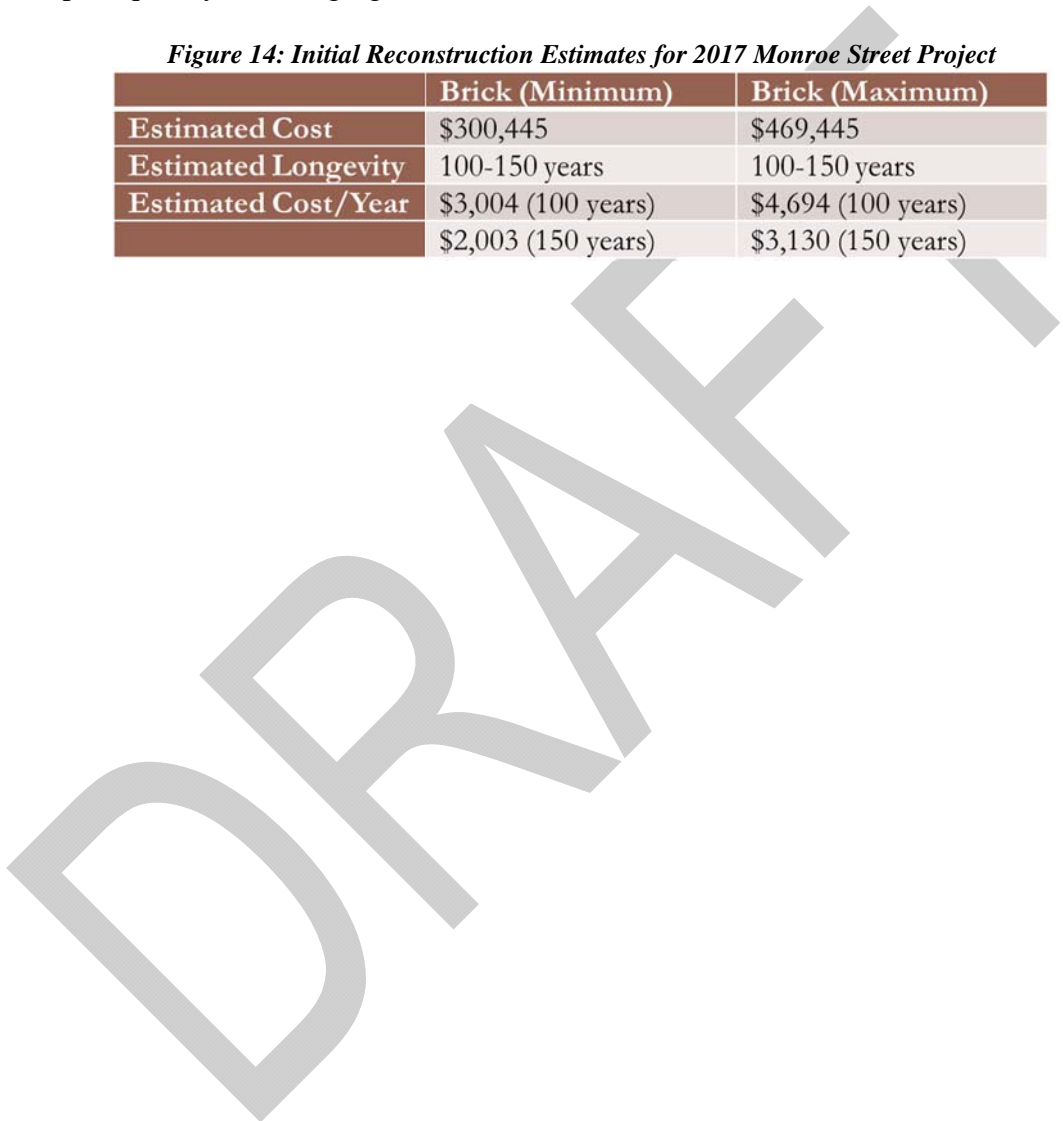 Figure 14: Initial Reconstruction Estimates for 2017 Monroe Street Project
Brick (Minimum) Brick (Maximum)
Estimated Cost $300,445 $469,445
Estimated Longevity 100-150 years 100-150 years
Estimated Cost/Year $3,004 (100 years) $4,694 (100 years)
$2,003 (150 years) $3,130 (150 years)
DRAFT